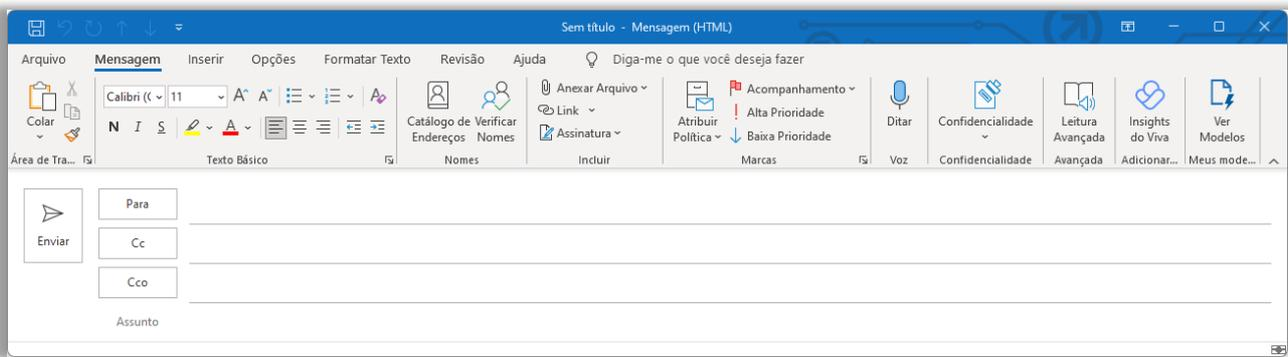 Sem título - Mensagem (HTML)
Arquivo Mensagem Inserir Opções Formatar Texto Revisão Ajuda Diga-me o que você deseja fazer
Colar
Calibri (C 11
N I S A
Catálogo de Endereços
Verificar Nomes
Anexar Arquivo
Link
Assinatura
Atribuir Política
Acompanhamento
Alta Prioridade
Baixa Prioridade
Ditar
Confidencialidade
Leitura Avançada
Insights do Viva
Ver Modelos
Área de Tra... Texto Básico Nomes Incluir Marcas Voz Confidencialidade Avançada Adicionar... Meus mode...
Enviar
Para
Cc
Cco
Assunto